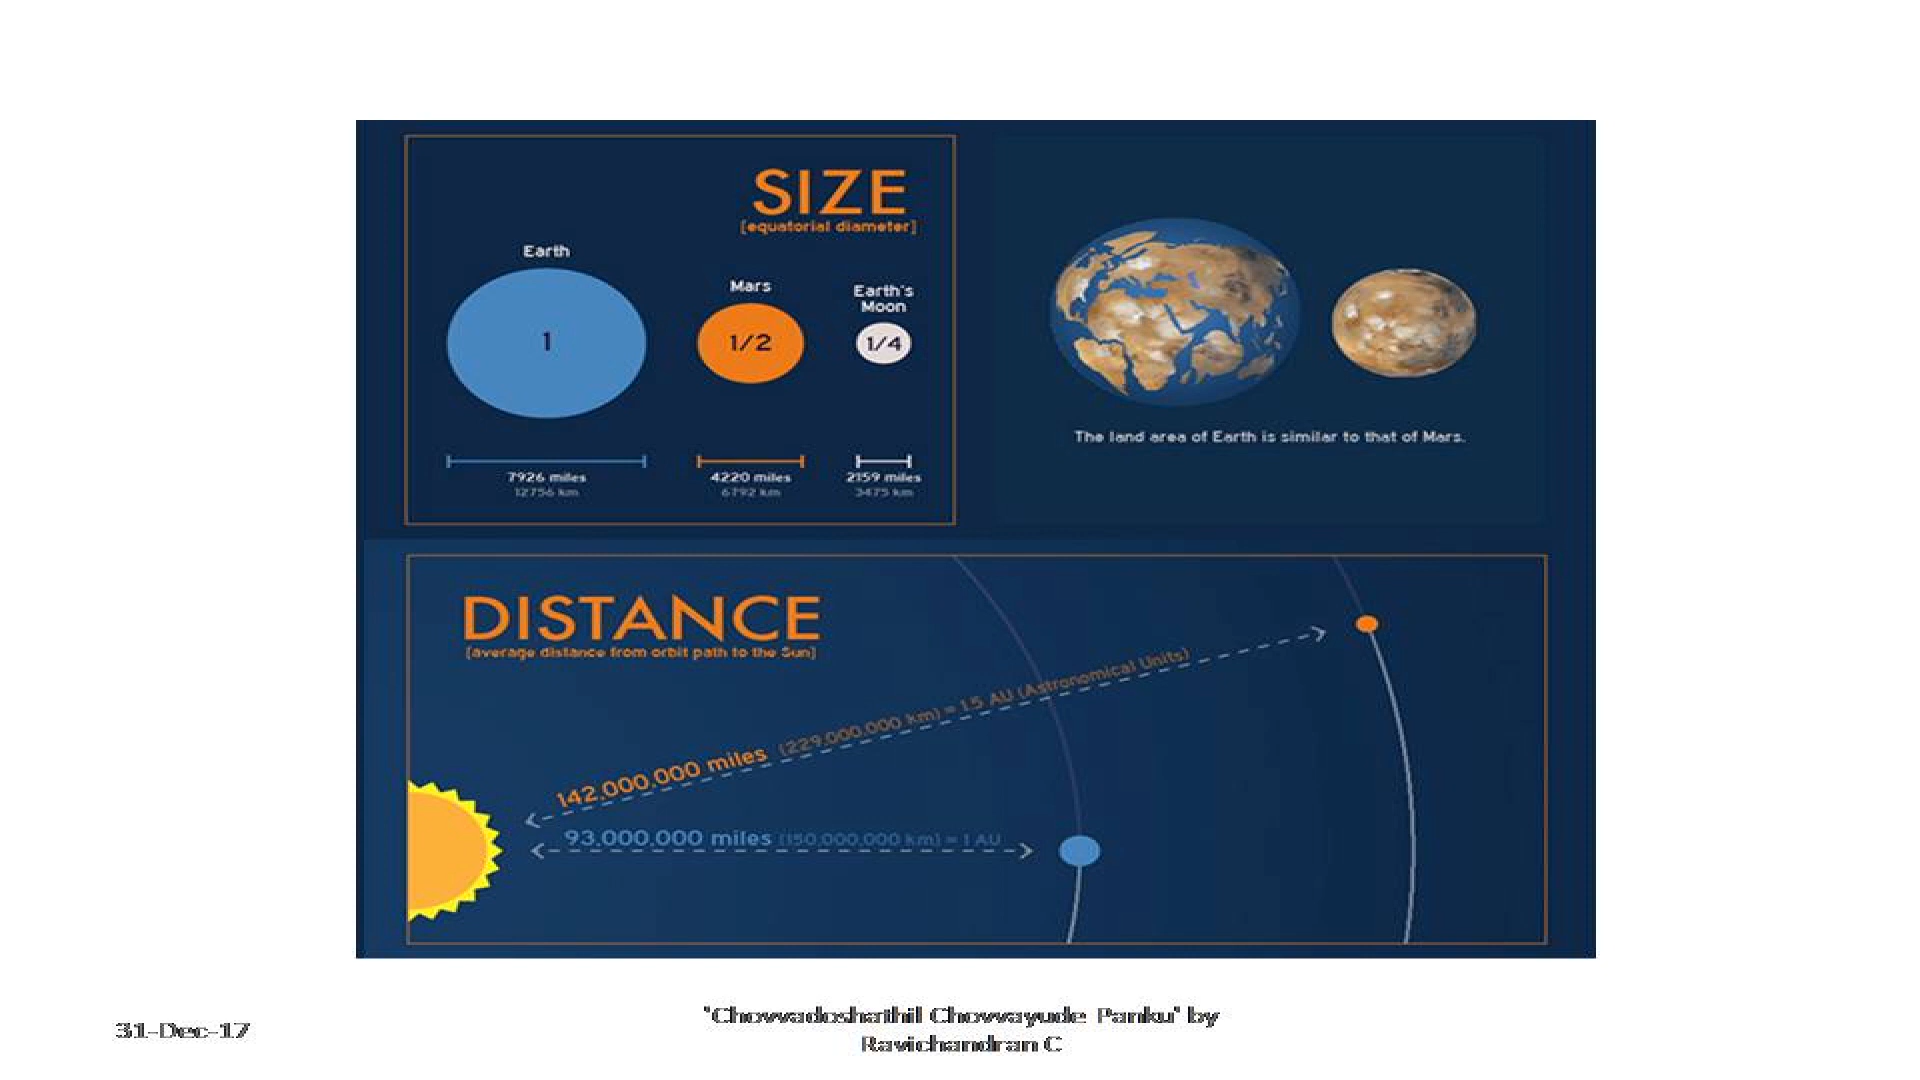 SIZE
[equatorial diameter]
Earth
Mars
Earth's
Moon
1
1/2
1/4
7926 miles
4220 miles
2159 miles
12756 km
6792 km
3475 km
The land area of Earth is similar to that of Mars.
DISTANCE
[average distance from orbit path to the Sun]
142,000,000 miles (229,000,000 km) = 1.5 AU (Astronomical Units)
93,000,000 miles (150,000,000 km) = 1 AU
31-Dec-17
'Chowadoshathil Chowayude Panku' by
Ravichandran C